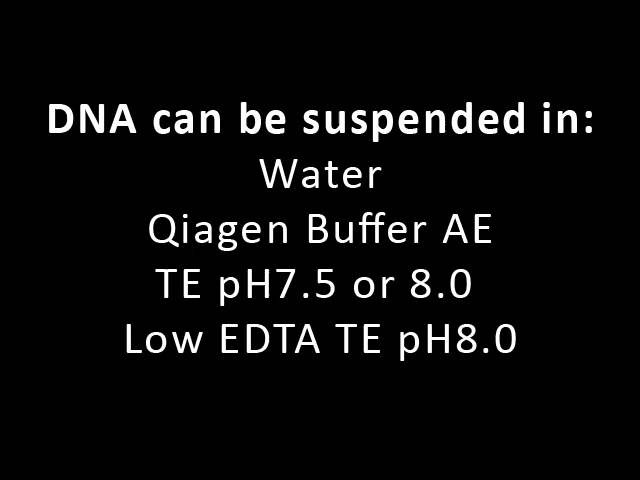 DNA can be suspended in:
Water
Qiagen Buffer AE
TE pH7.5 or 8.0
Low EDTA TE pH8.0